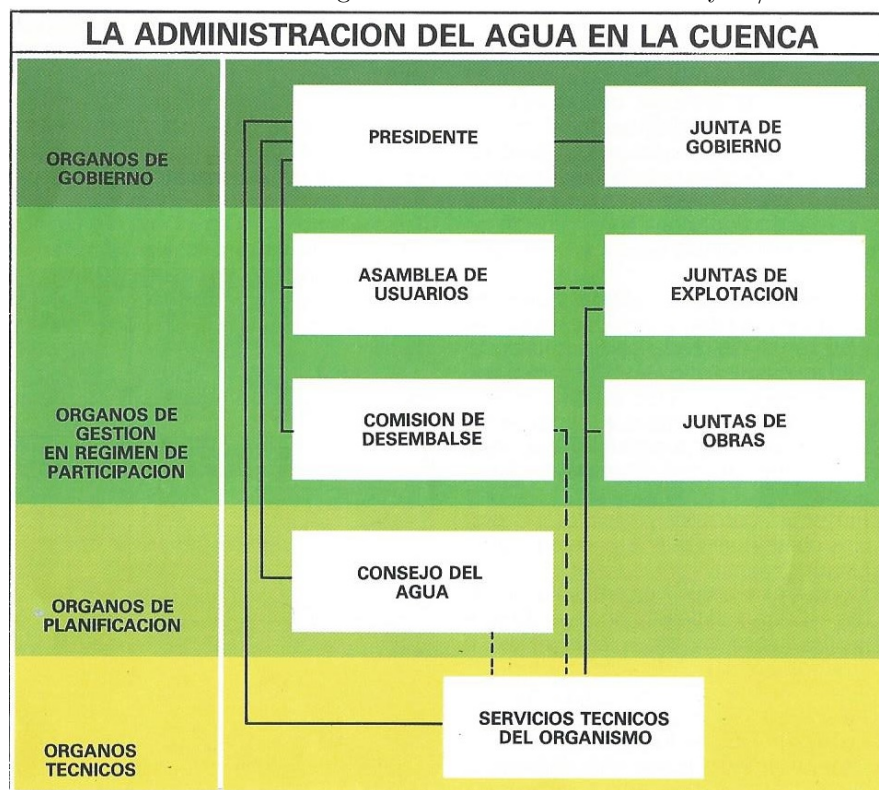 LA ADMINISTRACION DEL AGUA EN LA CUENCA
ORGANOS DE
GOBIERNO
PRESIDENTE
JUNTA DE
GOBIERNO
ORGANOS DE
GESTION
EN REGIMEN DE
PARTICIPACION
ASAMBLEA DE
USUARIOS
JUNTAS DE
EXPLOTACION
COMISION DE
DESEMBALSE
JUNTAS DE
OBRAS
ORGANOS DE
PLANIFICACION
CONSEJO DEL
AGUA
ORGANOS
TECNICOS
SERVICIOS TECNICOS
DEL ORGANISMO